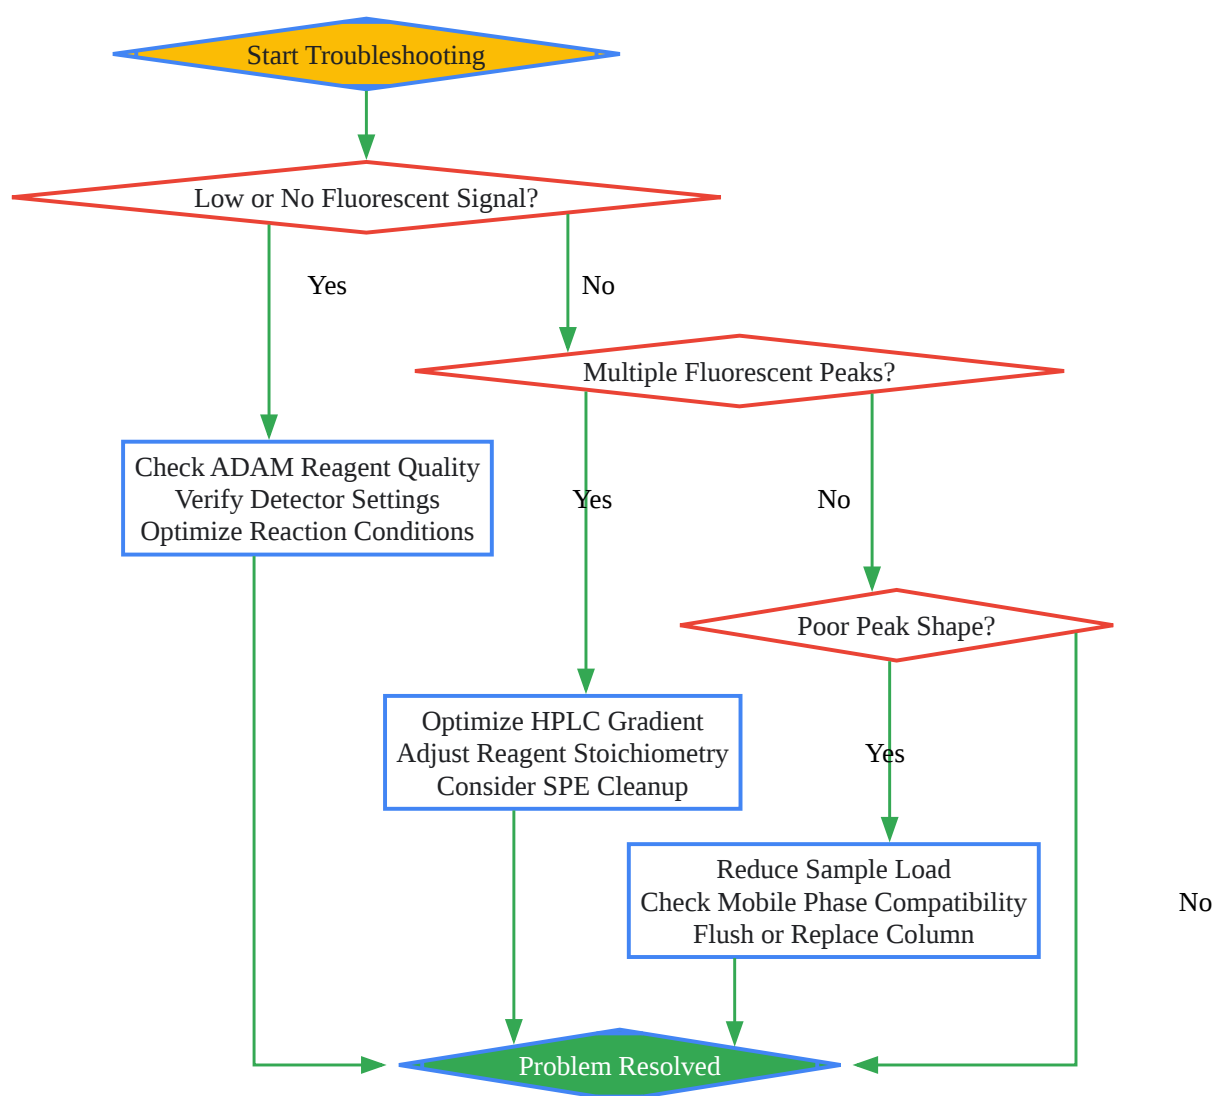 Start Troubleshooting
Low or No Fluorescent Signal?
Yes
No
Multiple Fluorescent Peaks?
Check ADAM Reagent Quality
Verify Detector Settings
Optimize Reaction Conditions
Yes
No
Poor Peak Shape?
Optimize HPLC Gradient
Adjust Reagent Stoichiometry
Consider SPE Cleanup
Yes
Reduce Sample Load
Check Mobile Phase Compatibility
Flush or Replace Column
No
Problem Resolved